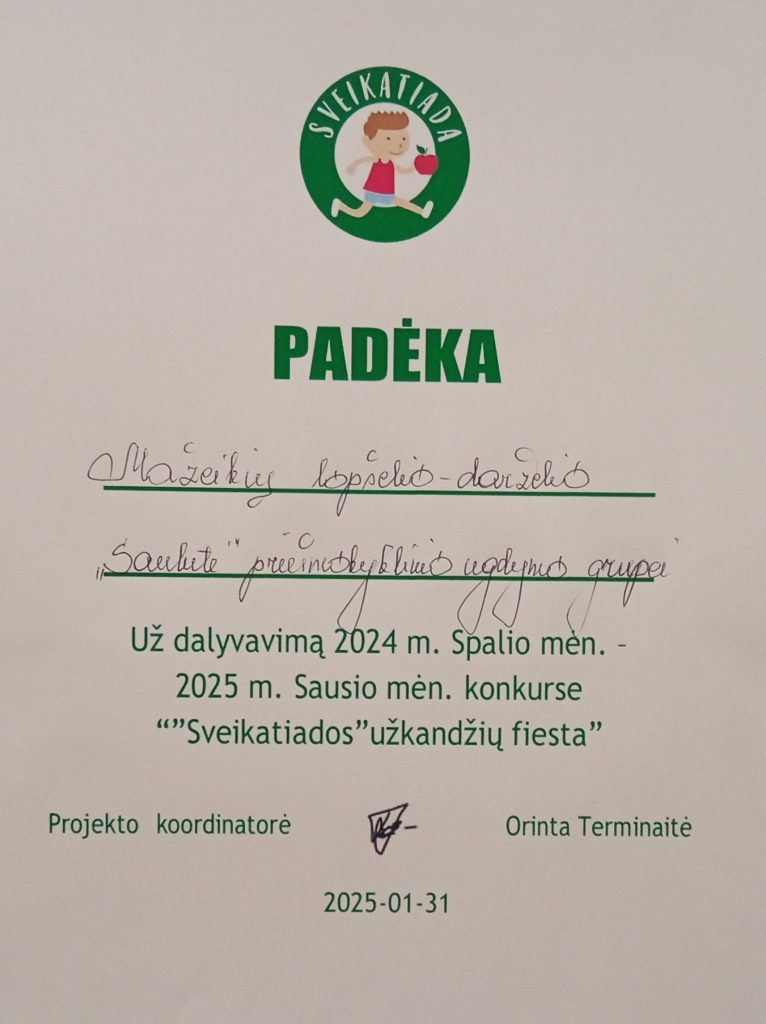 SVEIKATIADA
PADĖKA
Mažeikių lopšelio-darželio
„Saulutė" priešmokyklinio ugdymo grupei
Už dalyvavimą 2024 m. Spalio mėn. –
2025 m. Sausio mėn. konkurse
“”Sveikatiados”užkandžių fiesta”
Projekto koordinatorė Orinta Terminaitė
2025-01-31